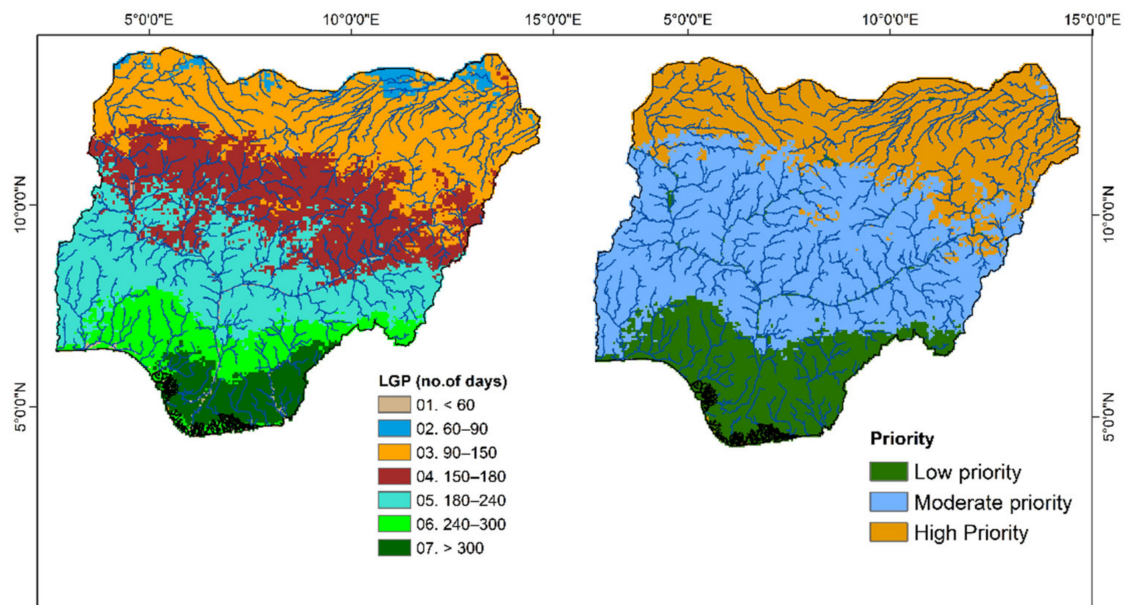 5°0'0"E 10°0'0"E 15°0'0"E 5°0'0"E 10°0'0"E 15°0'0"E
10°0'0"N
10°0'0"N
5°0'0"N
5°0'0"N
LGP (no.of days)
01. < 60
02. 60–90
03. 90–150
04. 150–180
05. 180–240
06. 240–300
07. > 300
Priority
Low priority
Moderate priority
High Priority